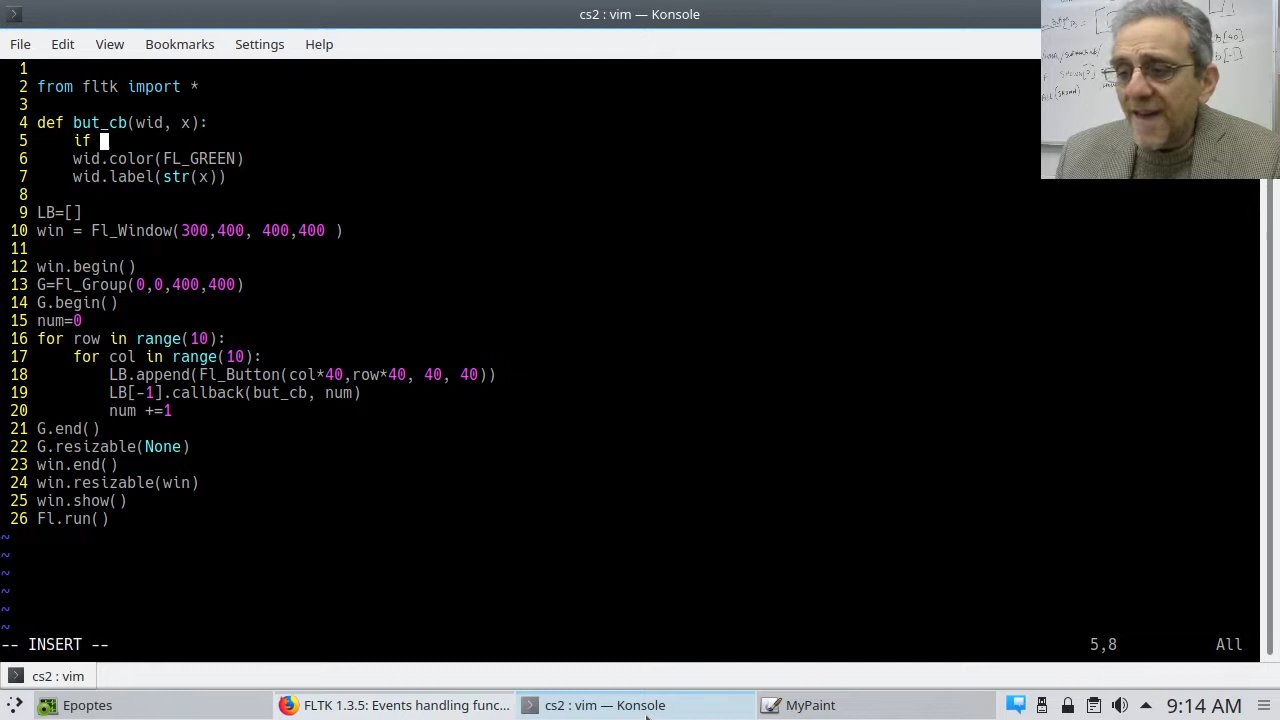 cs2 : vim — Konsole
File Edit View Bookmarks Settings Help
1
2 from fltk import *
3
4 def but_cb(wid, x):
5 if
6 wid.color(FL_GREEN)
7 wid.label(str(x))
8
9 LB=[]
10 win = Fl_Window(300,400, 400,400 )
11
12 win.begin()
13 G=Fl_Group(0,0,400,400)
14 G.begin()
15 num=0
16 for row in range(10):
17 for col in range(10):
18 LB.append(Fl_Button(col*40,row*40, 40, 40))
19 LB[-1].callback(but_cb, num)
20 num +=1
21 G.end()
22 G.resizable(None)
23 win.end()
24 win.resizable(win)
25 win.show()
26 Fl.run()
~
~
~
~
~
~
-- INSERT -- 5,8 All
cs2 : vim
Epoptes FLTK 1.3.5: Events handling func... cs2 : vim — Konsole MyPaint 9:14 AM